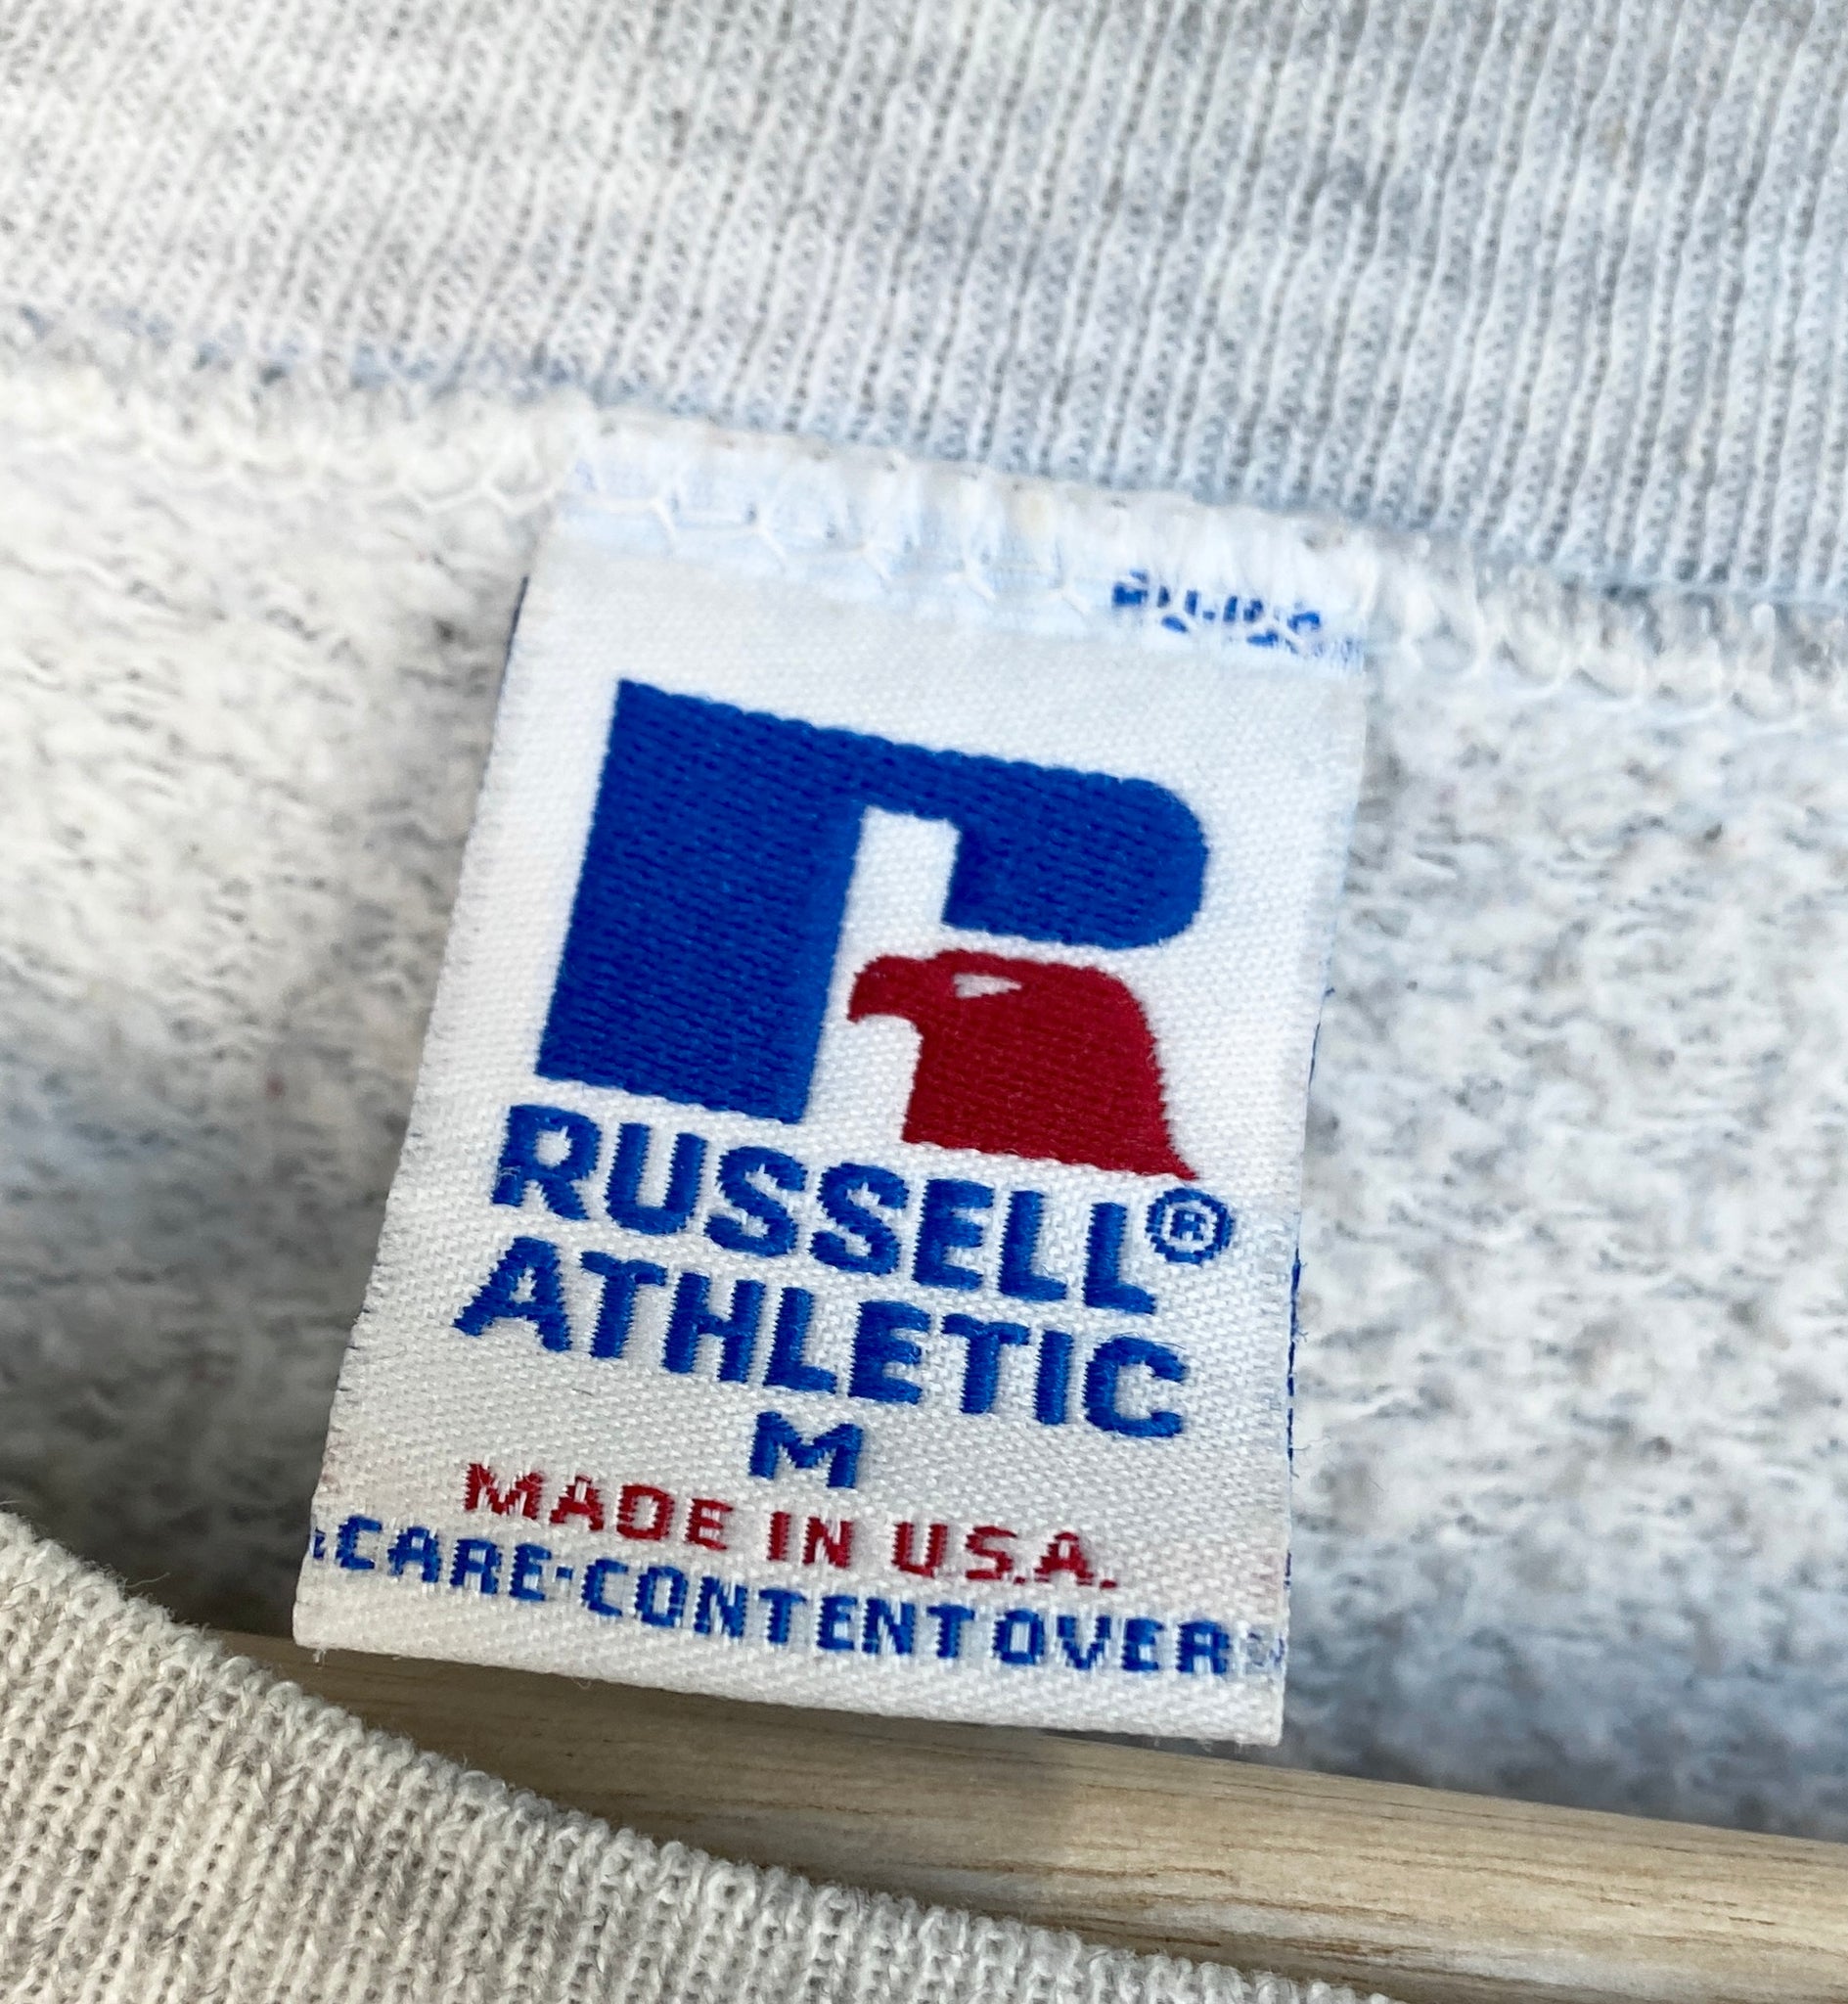 RUSSELL®
ATHLETIC
M
MADE IN U.S.A.
CARE·CONTENT OVER